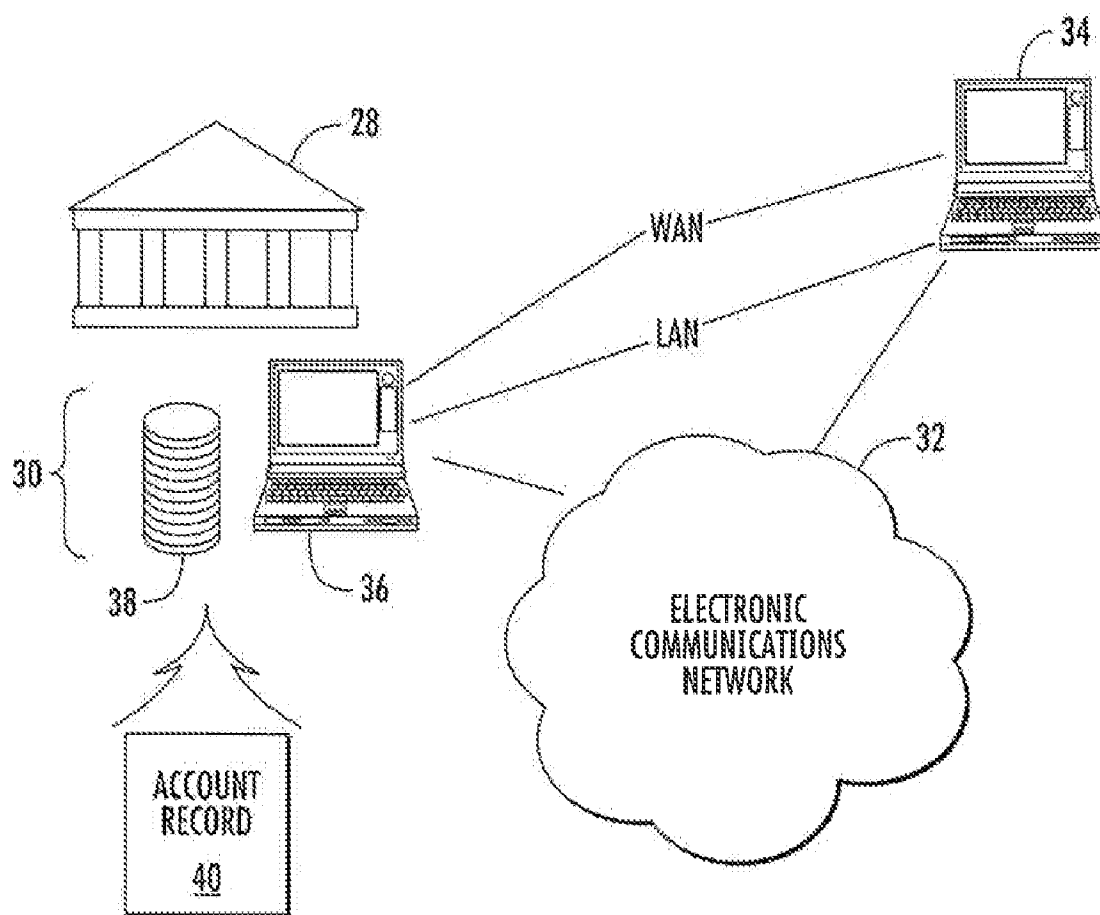 34
28
WAN
LAN
32
30
38
36
ELECTRONIC
COMMUNICATIONS
NETWORK
ACCOUNT
RECORD
40